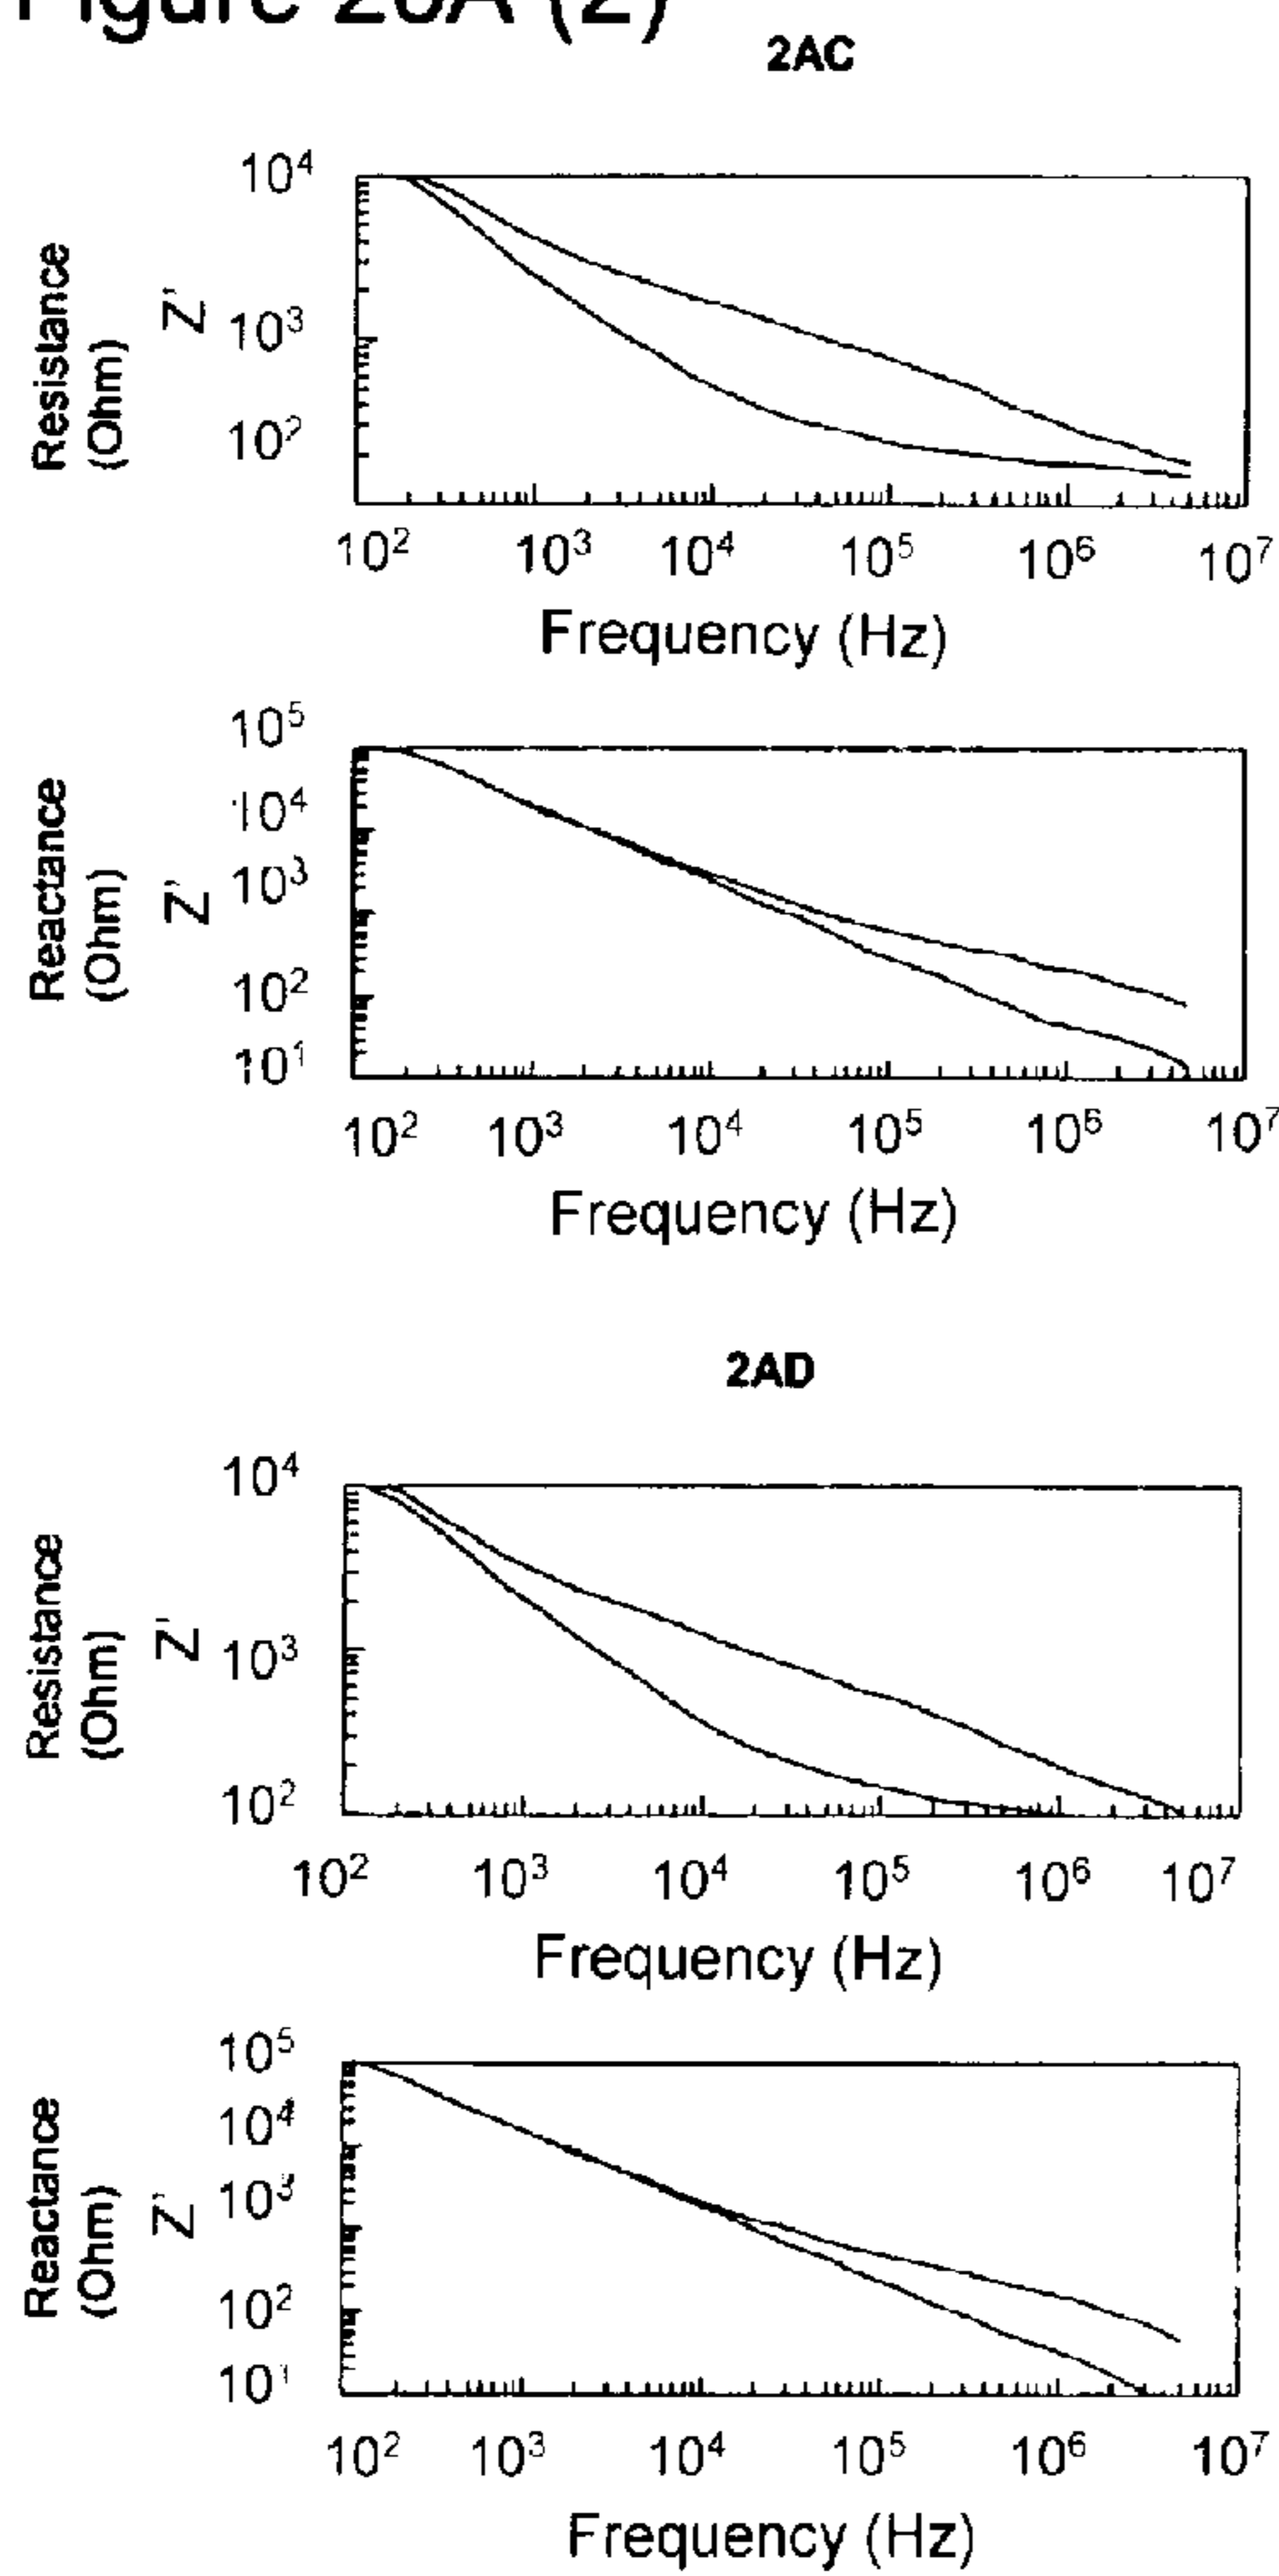 Figure 20A (2)
2AC
Resistance
(Ohm)
Z'
10⁴
10³
10²
10² 10³ 10⁴ 10⁵ 10⁶ 10⁷
Frequency (Hz)
Reactance
(Ohm)
Z'
10⁵
10⁴
10³
10²
10¹
10² 10³ 10⁴ 10⁵ 10⁶ 10⁷
Frequency (Hz)
2AD
Resistance
(Ohm)
Z'
10⁴
10³
10²
10² 10³ 10⁴ 10⁵ 10⁶ 10⁷
Frequency (Hz)
Reactance
(Ohm)
Z'
10⁵
10⁴
10³
10²
10¹
10² 10³ 10⁴ 10⁵ 10⁶ 10⁷
Frequency (Hz)